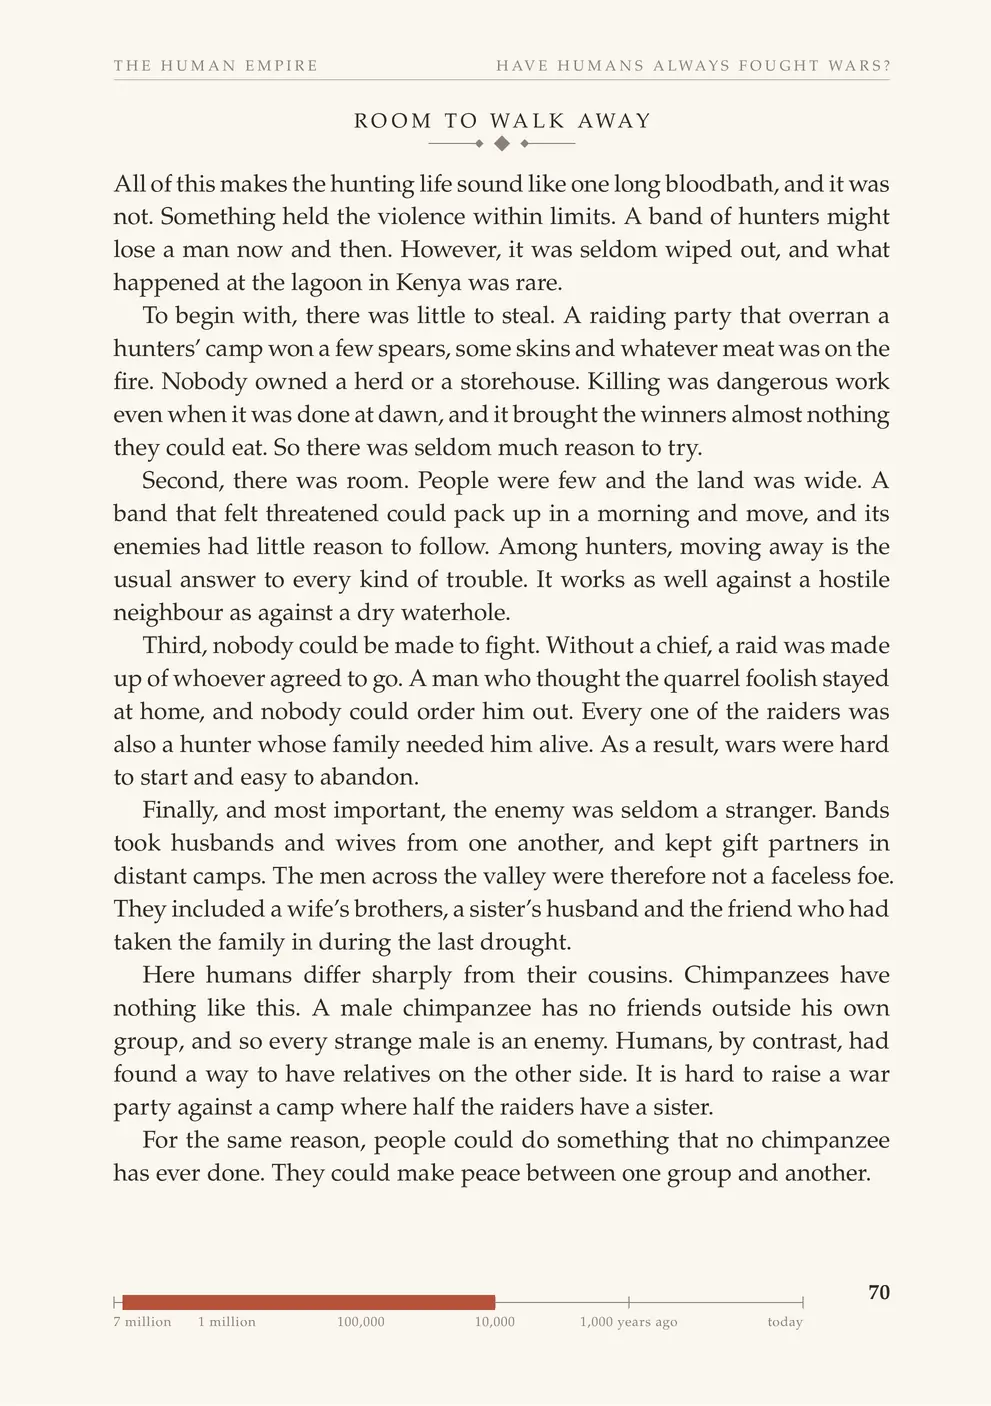 THE HUMAN EMPIRE
HAVE HUMANS ALWAYS FOUGHT WARS?
ROOM TO WALK AWAY
All of this makes the hunting life sound like one long bloodbath, and it was
not. Something held the violence within limits. A band of hunters might
lose a man now and then. However, it was seldom wiped out, and what
happened at the lagoon in Kenya was rare.
To begin with, there was little to steal. A raiding party that overran a
hunters’ camp won a few spears, some skins and whatever meat was on the
fire. Nobody owned a herd or a storehouse. Killing was dangerous work
even when it was done at dawn, and it brought the winners almost nothing
they could eat. So there was seldom much reason to try.
Second, there was room. People were few and the land was wide. A
band that felt threatened could pack up in a morning and move, and its
enemies had little reason to follow. Among hunters, moving away is the
usual answer to every kind of trouble. It works as well against a hostile
neighbour as against a dry waterhole.
Third, nobody could be made to fight. Without a chief, a raid was made
up of whoever agreed to go. A man who thought the quarrel foolish stayed
at home, and nobody could order him out. Every one of the raiders was
also a hunter whose family needed him alive. As a result, wars were hard
to start and easy to abandon.
Finally, and most important, the enemy was seldom a stranger. Bands
took husbands and wives from one another, and kept gift partners in
distant camps. The men across the valley were therefore not a faceless foe.
They included a wife’s brothers, a sister’s husband and the friend who had
taken the family in during the last drought.
Here humans differ sharply from their cousins. Chimpanzees have
nothing like this. A male chimpanzee has no friends outside his own
group, and so every strange male is an enemy. Humans, by contrast, had
found a way to have relatives on the other side. It is hard to raise a war
party against a camp where half the raiders have a sister.
For the same reason, people could do something that no chimpanzee
has ever done. They could make peace between one group and another.
70
7 million 1 million 100,000 10,000 1,000 years ago today